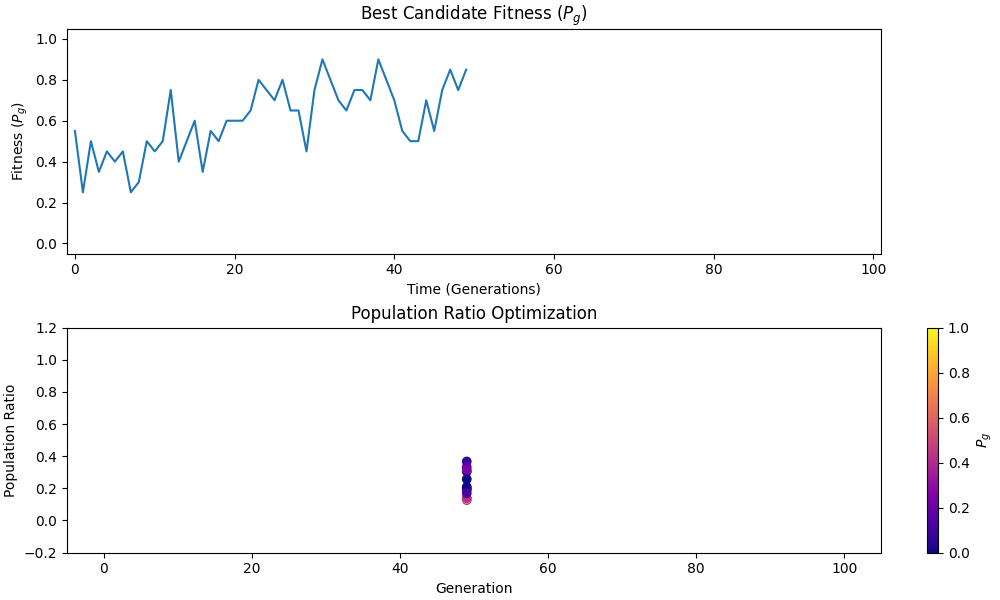 Best Candidate Fitness (P_g)
1.0
0.8
0.6
0.4
0.2
0.0
Fitness (P_g)
0 20 40 60 80 100
Time (Generations)
Population Ratio Optimization
1.2
1.0
0.8
0.6
0.4
0.2
0.0
−0.2
Population Ratio
0 20 40 60 80 100
Generation
1.0
0.8
0.6
0.4
0.2
0.0
P_g